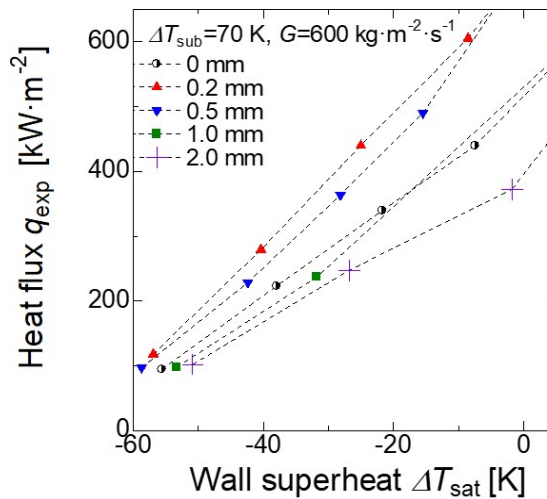 ΔTsub=70 K, G=600 kg·m-2·s-1
0 mm
0.2 mm
0.5 mm
1.0 mm
2.0 mm
Heat flux qexp [kW·m-2]
600
400
200
0
-60
-40
-20
0
Wall superheat ΔTsat [K]